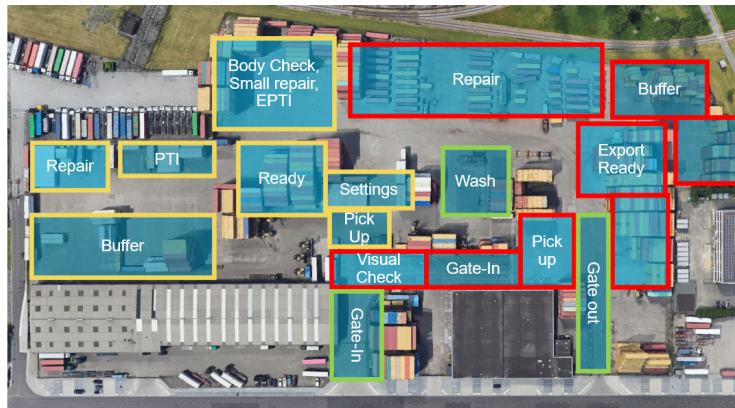 Body Check,
Small repair,
EPTI
Repair
Buffer
Repair
PTI
Ready
Settings
Wash
Export
Ready
Buffer
Pick
Up
Visual
Check
Gate-In
Pick
up
Gate-In
Gate out